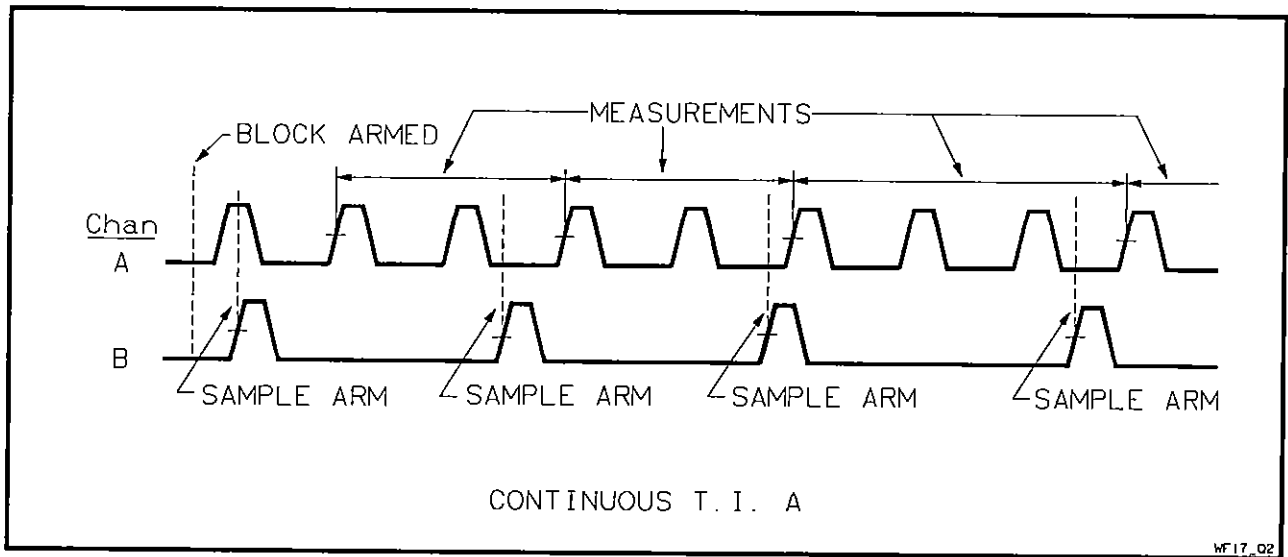 MEASUREMENTS
BLOCK ARMED
Chan
A
B
SAMPLE ARM
SAMPLE ARM
SAMPLE ARM
SAMPLE ARM
CONTINUOUS T. I. A
WF17_02